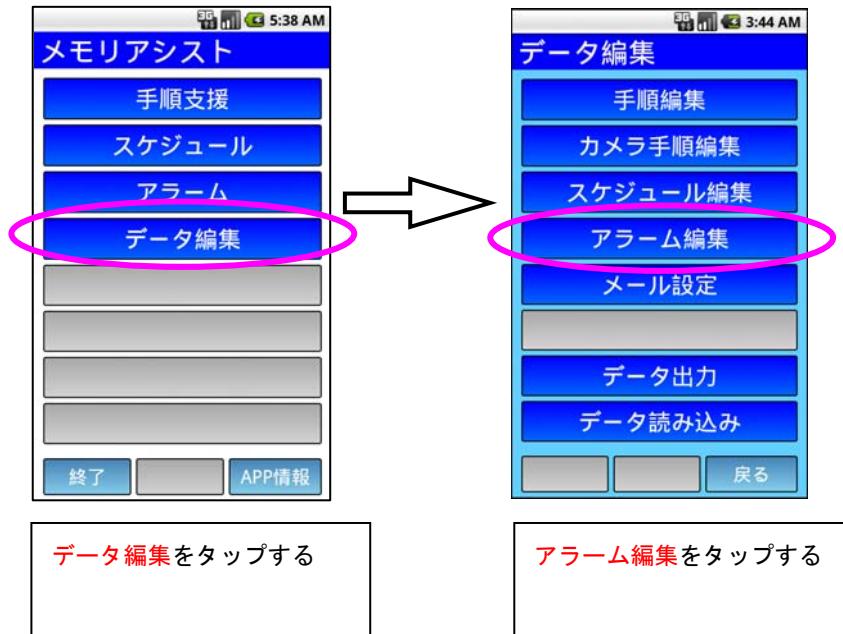 5:38 AM
メモリアシスト
手順支援
スケジュール
アラーム
データ編集
終了
APP情報
データ編集をタップする
3G
3:44 AM
データ編集
手順編集
カメラ手順編集
スケジュール編集
アラーム編集
メール設定
データ出力
データ読み込み
戻る
アラーム編集をタップする